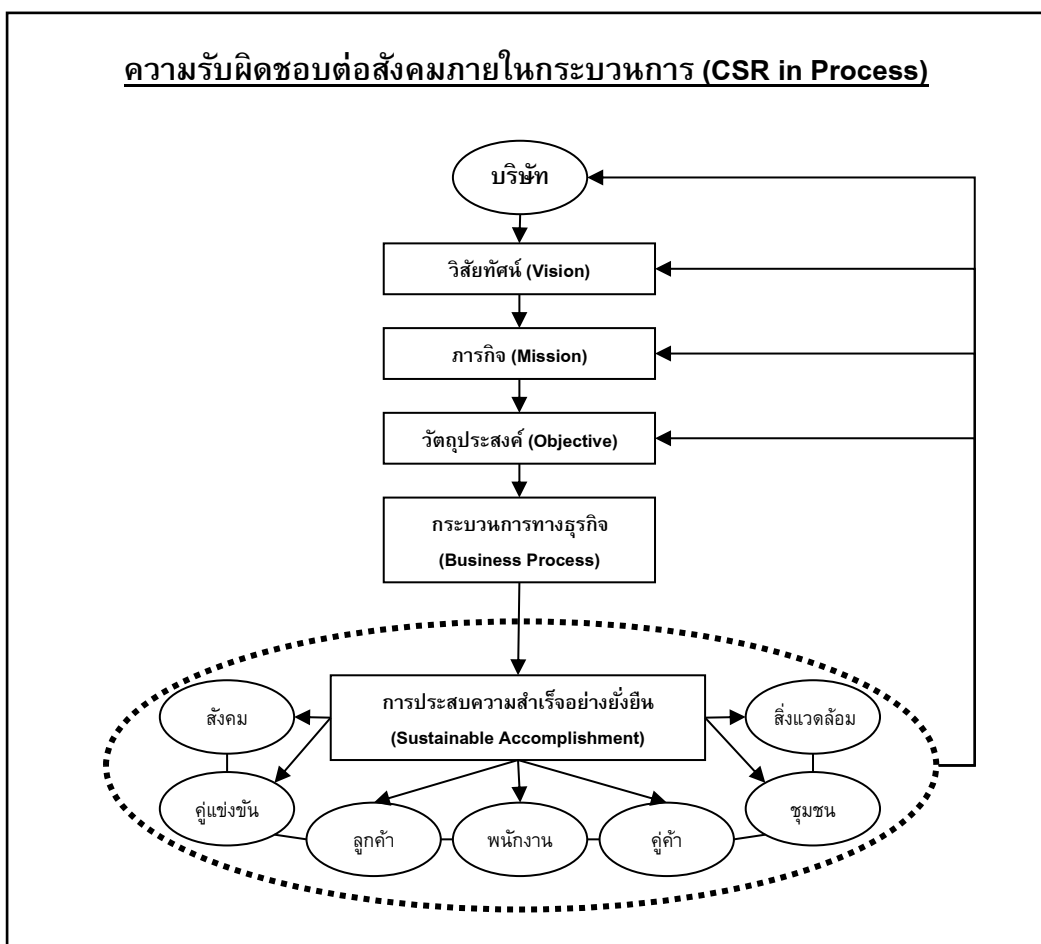 ความรับผิดชอบต่อสังคมภายในกระบวนการ (CSR in Process)
บริษัท
วิสัยทัศน์ (Vision)
ภารกิจ (Mission)
วัตถุประสงค์ (Objective)
กระบวนการทางธุรกิจ
(Business Process)
การประสบความสำเร็จอย่างยั่งยืน
(Sustainable Accomplishment)
สังคม
สิ่งแวดล้อม
คู่แข่งขัน
ชุมชน
ลูกค้า
พนักงาน
คู่ค้า